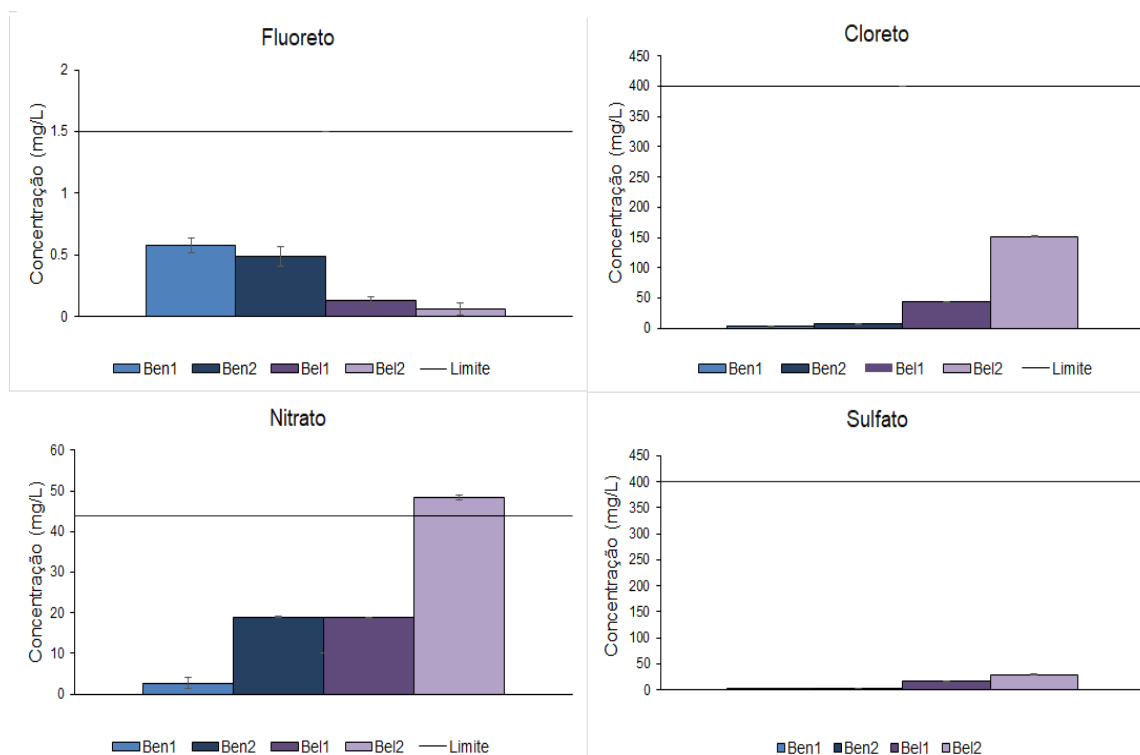 Fluoreto
Concentração (mg/L)
2
1.5
1
0.5
0
Ben1 Ben2 Bel1 Bel2 Limite
Cloreto
Concentração (mg/L)
450
400
350
300
250
200
150
100
50
0
Ben1 Ben2 Bel1 Bel2 Limite
Nitrato
Concentração (mg/L)
60
50
40
30
20
10
0
Ben1 Ben2 Bel1 Bel2 Limite
Sulfato
Concentração (mg/L)
450
400
350
300
250
200
150
100
50
0
Ben1 Ben2 Bel1 Bel2